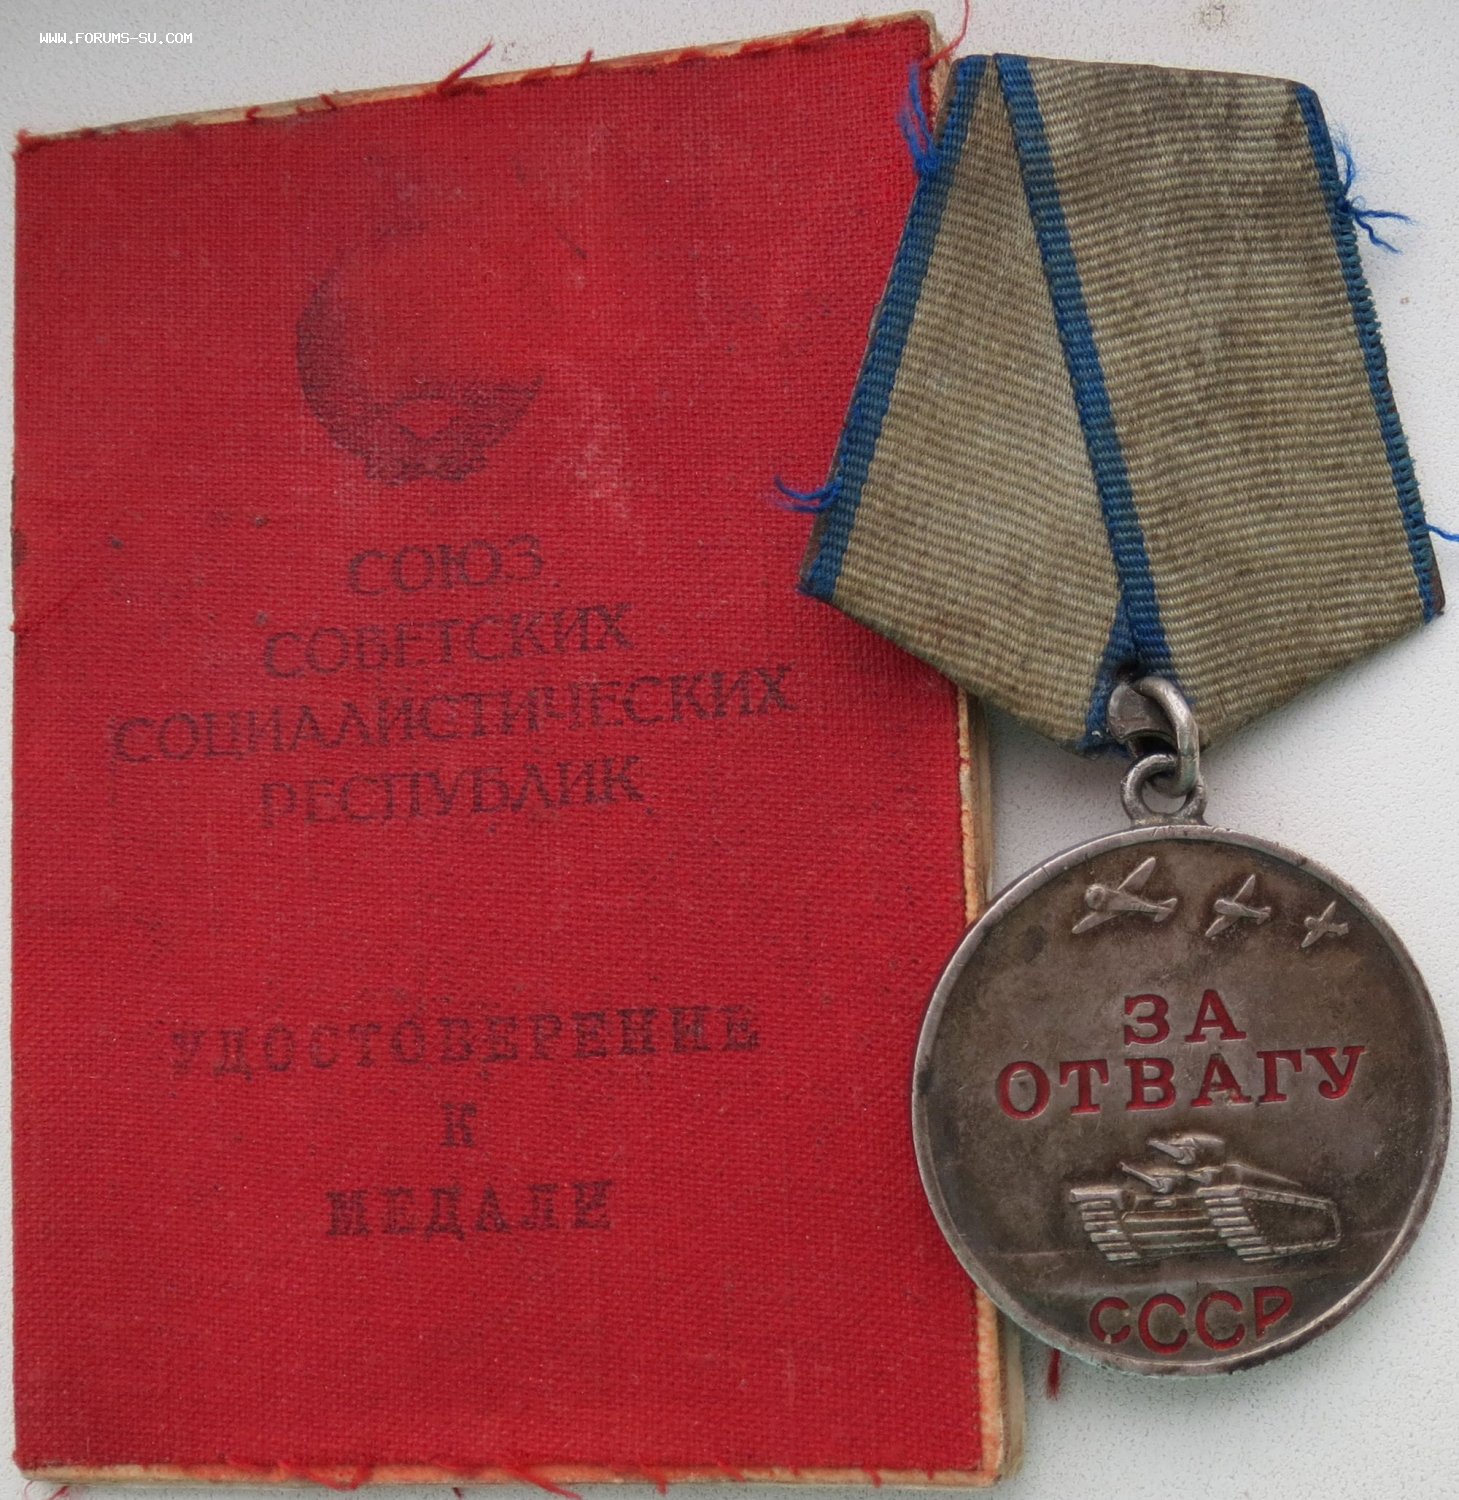 WWW.FORUMS-SU.COM
СОЮЗ
СОВЕТСКИХ
СОЦИАЛИСТИЧЕСКИХ
РЕСПУБЛИК
УДОСТОВЕРЕНИЕ
К
МЕДАЛИ
ЗА
ОТВАГУ
СССР